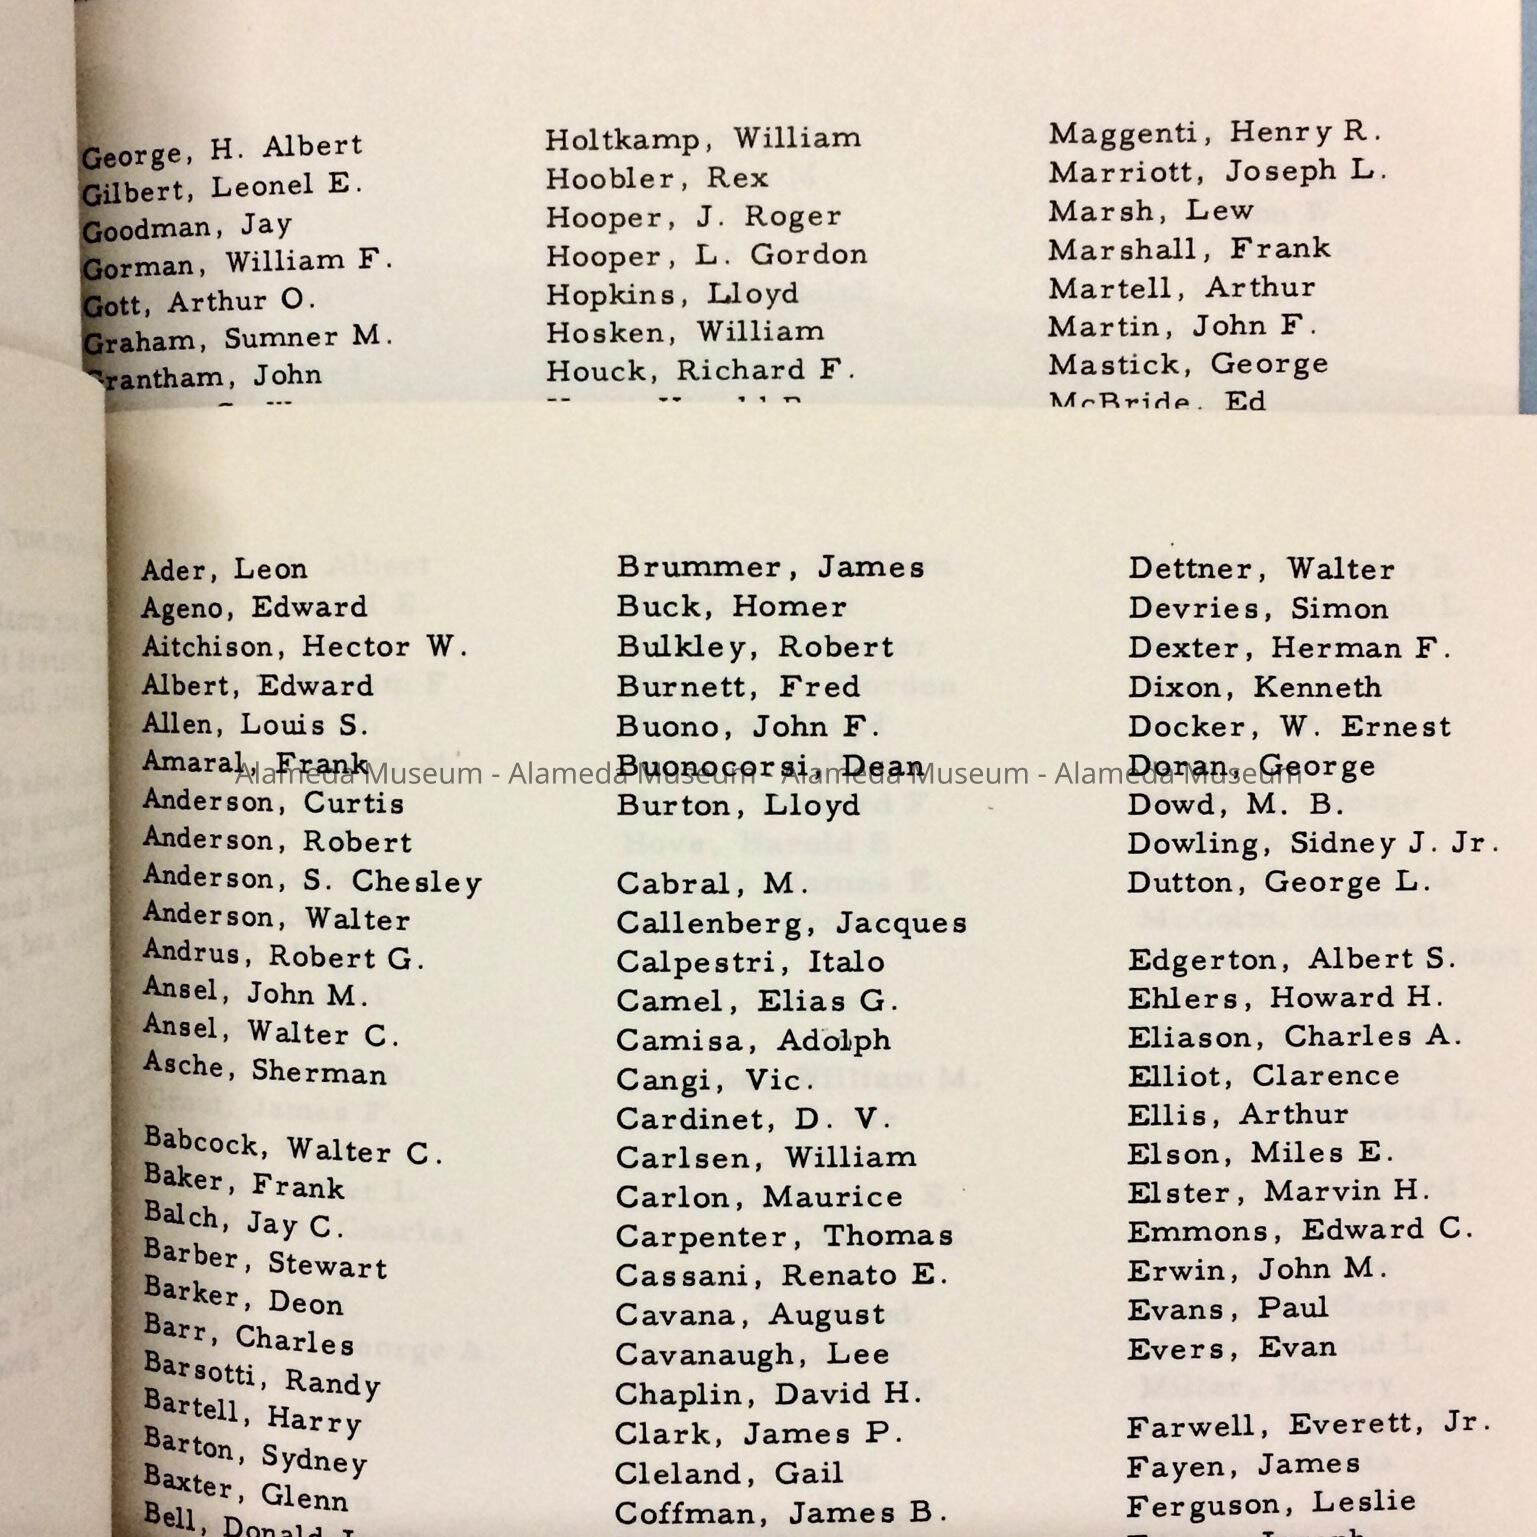 George, H. Albert
Gilbert, Leonel E.
Goodman, Jay
Gorman, William F.
Gott, Arthur O.
Graham, Sumner M.
Grantham, John
Holtkamp, William
Hoobler, Rex
Hooper, J. Roger
Hooper, L. Gordon
Hopkins, Lloyd
Hosken, William
Houck, Richard F.
Maggenti, Henry R.
Marriott, Joseph L.
Marsh, Lew
Marshall, Frank
Martell, Arthur
Martin, John F.
Mastick, George
McBride, Ed
Ader, Leon
Ageno, Edward
Aitchison, Hector W.
Albert, Edward
Allen, Louis S.
Amaral, Frank
Anderson, Curtis
Anderson, Robert
Anderson, S. Chesley
Anderson, Walter
Andrus, Robert G.
Ansel, John M.
Ansel, Walter C.
Asche, Sherman
Babcock, Walter C.
Baker, Frank
Balch, Jay C.
Barber, Stewart
Barker, Deon
Barr, Charles
Barsotti, Randy
Bartell, Harry
Barton, Sydney
Baxter, Glenn
Bell, Donald
Brummer, James
Buck, Homer
Bulkley, Robert
Burnett, Fred
Buono, John F.
Buonocorsi, Dean
Burton, Lloyd
Cabral, M.
Callenberg, Jacques
Calpestri, Italo
Camel, Elias G.
Camisa, Adolph
Cangi, Vic.
Cardinet, D. V.
Carlsen, William
Carlon, Maurice
Carpenter, Thomas
Cassani, Renato E.
Cavana, August
Cavanaugh, Lee
Chaplin, David H.
Clark, James P.
Cleland, Gail
Coffman, James B.
Dettner, Walter
Devries, Simon
Dexter, Herman F.
Dixon, Kenneth
Docker, W. Ernest
Doran, George
Dowd, M. B.
Dowling, Sidney J. Jr.
Dutton, George L.
Edgerton, Albert S.
Ehlers, Howard H.
Eliason, Charles A.
Elliot, Clarence
Ellis, Arthur
Elson, Miles E.
Elster, Marvin H.
Emmons, Edward C.
Erwin, John M.
Evans, Paul
Evers, Evan
Farwell, Everett, Jr.
Fayen, James
Ferguson, Leslie
Alameda Museum - Alameda Museum - Alameda Museum - Alameda Museum